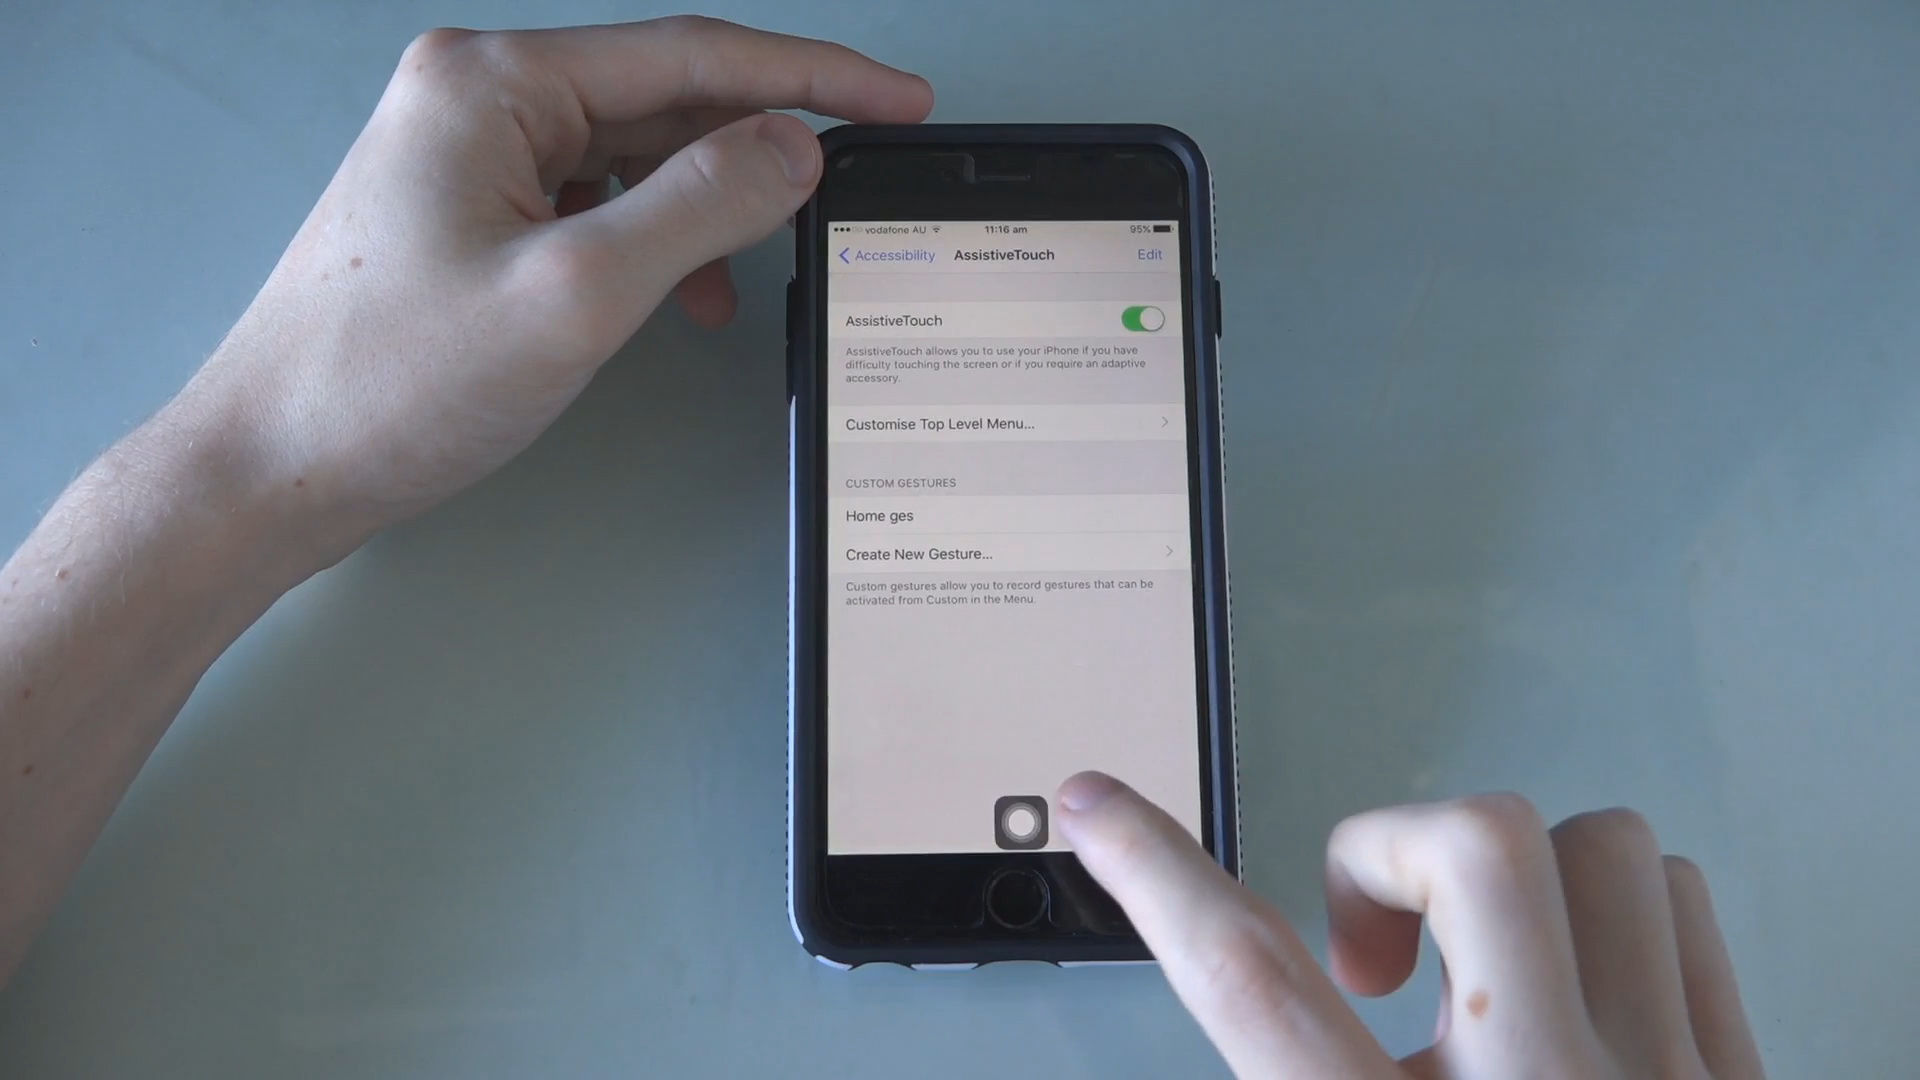 vodafone AU 11:16 am 95%
Accessibility AssistiveTouch Edit
AssistiveTouch
AssistiveTouch allows you to use your iPhone if you have
difficulty touching the screen or if you require an adaptive
accessory.
Customise Top Level Menu...
CUSTOM GESTURES
Home ges
Create New Gesture...
Custom gestures allow you to record gestures that can be
activated from Custom in the Menu.